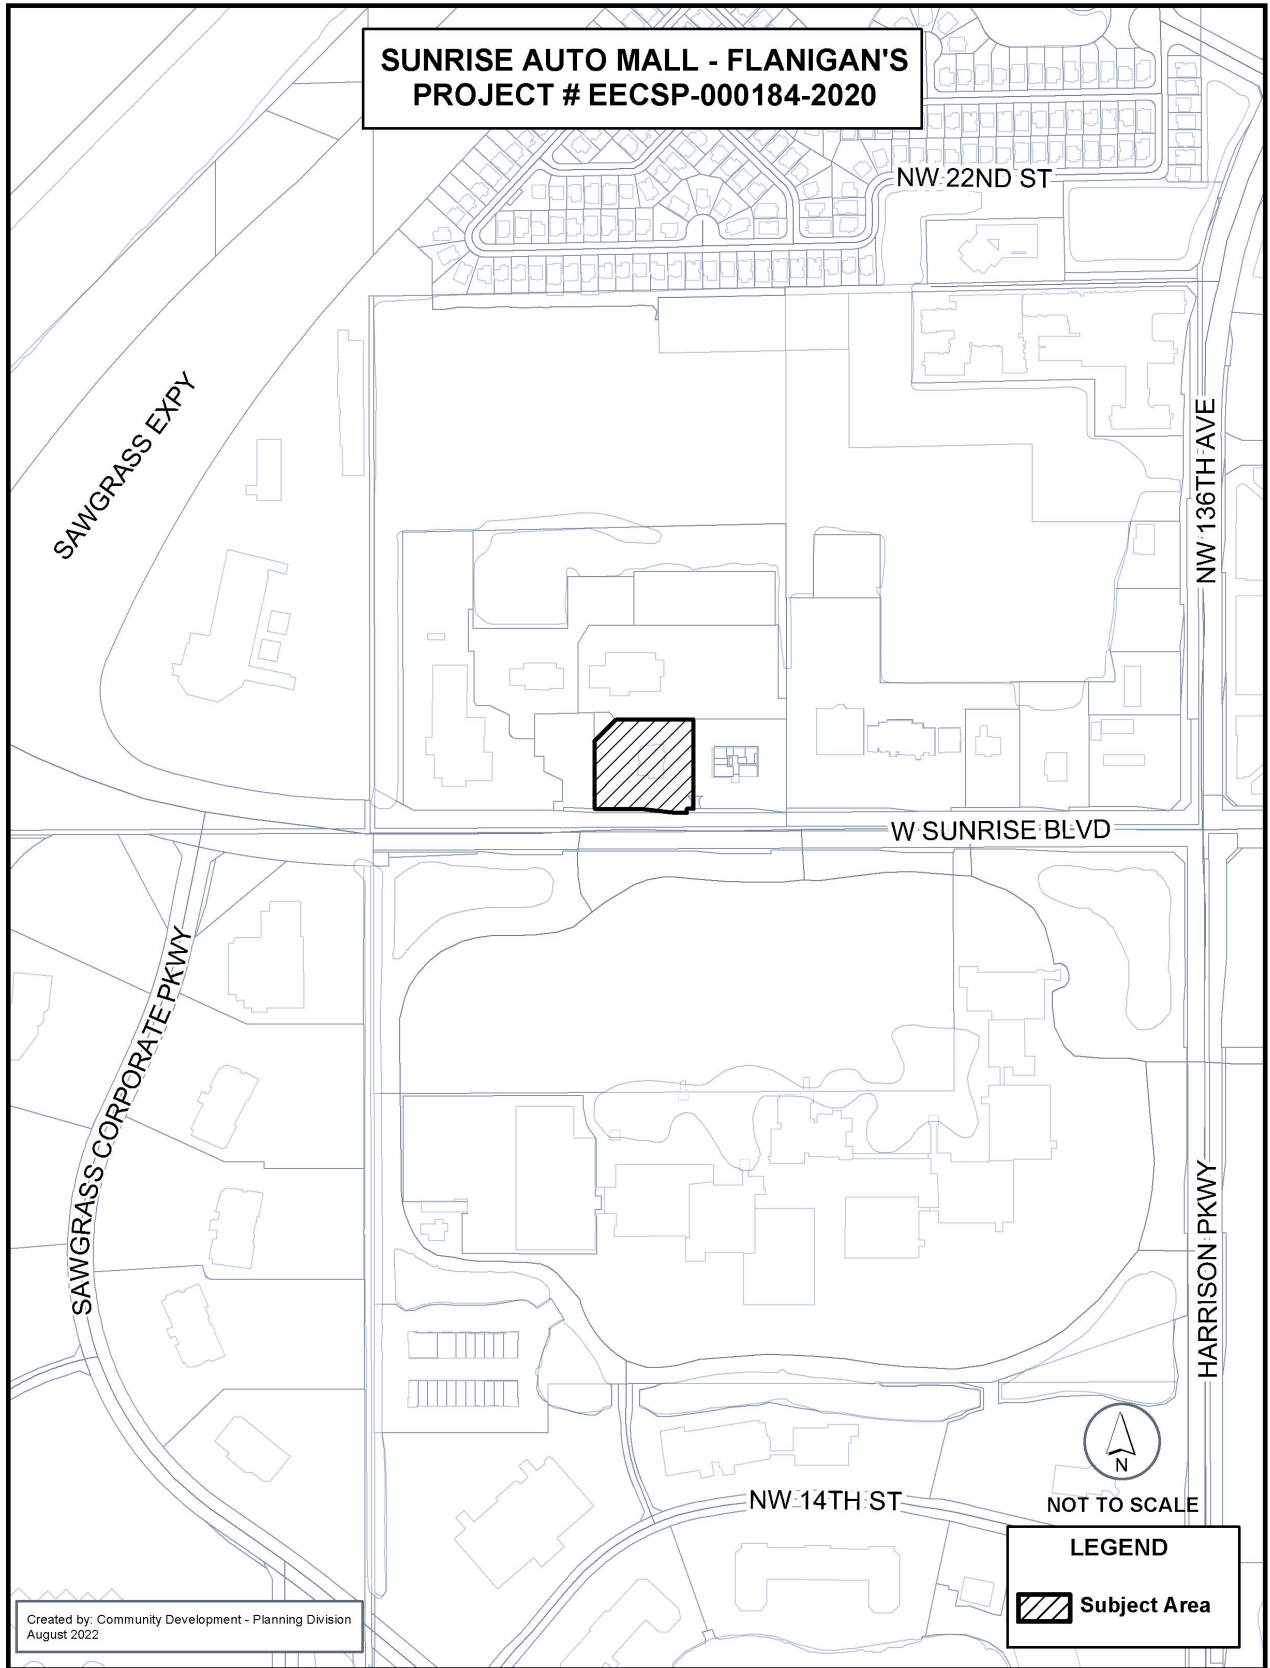 SUNRISE AUTO MALL - FLANIGAN'S
PROJECT # EECSP-000184-2020
NW 22ND ST
SAWGRASS EXPY
NW 136TH AVE
W SUNRISE BLVD
SAWGRASS CORPORATE PKWY
HARRISON PKWY
N
NW 14TH ST
NOT TO SCALE
LEGEND
Subject Area
Created by: Community Development - Planning Division
August 2022